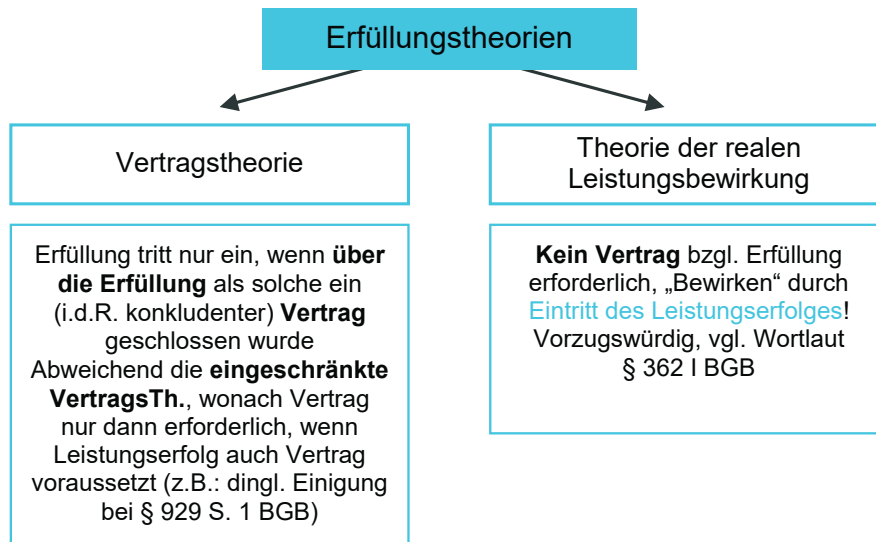 Erfüllungstheorien
Vertragstheorie
Erfüllung tritt nur ein, wenn über
die Erfüllung als solche ein
(i.d.R. konkludenter) Vertrag
geschlossen wurde
Abweichend die eingeschränkte
VertragsTh., wonach Vertrag
nur dann erforderlich, wenn
Leistungserfolg auch Vertrag
voraussetzt (z.B.: dingl. Einigung
bei § 929 S. 1 BGB)
Theorie der realen
Leistungsbewirkung
Kein Vertrag bzgl. Erfüllung
erforderlich, „Bewirken“ durch
Eintritt des Leistungserfolges!
Vorzugswürdig, vgl. Wortlaut
§ 362 I BGB